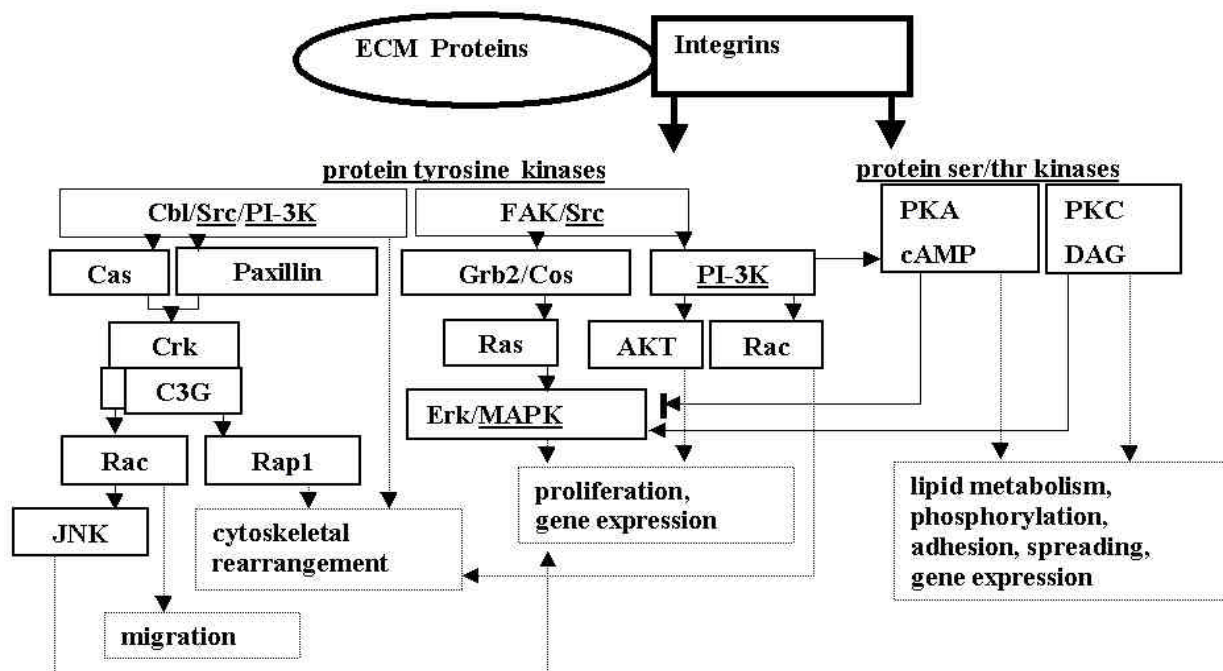 ECM Proteins
Integrins
protein tyrosine kinases
protein ser/thr kinases
Cbl/Src/PI-3K
FAK/Src
PKA
cAMP
PKC
DAG
Cas
Paxillin
Grb2/Cos
PI-3K
Crk
C3G
Ras
AKT
Rac
Erk/MAPK
Rac
Rap1
JNK
cytoskeletal
rearrangement
proliferation,
gene expression
lipid metabolism,
phosphorylation,
adhesion, spreading,
gene expression
migration